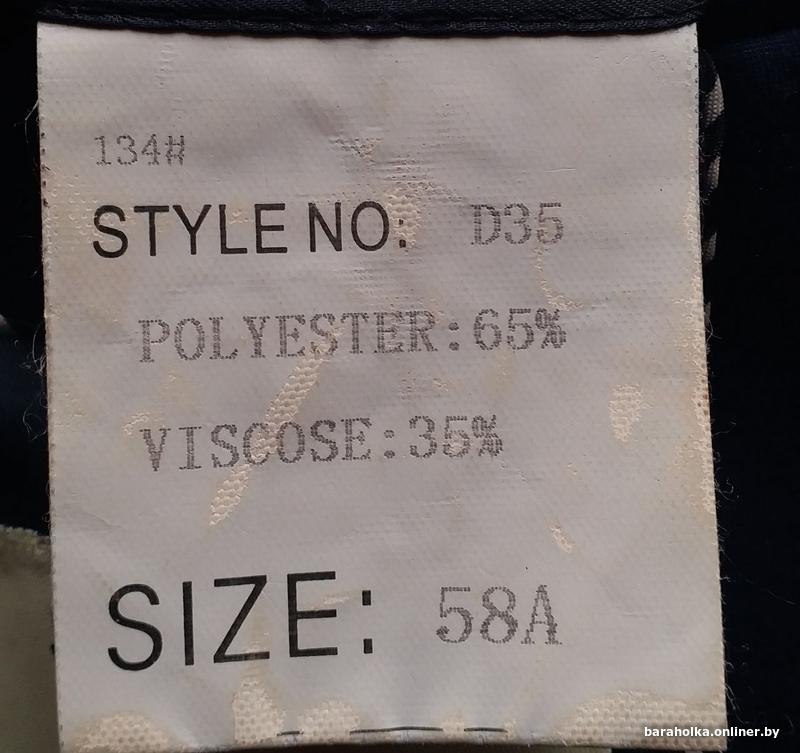 134#
STYLE NO: D35
POLYESTER:65%
VISCOSE:35%
SIZE: 58A
baraholka.onliner.by